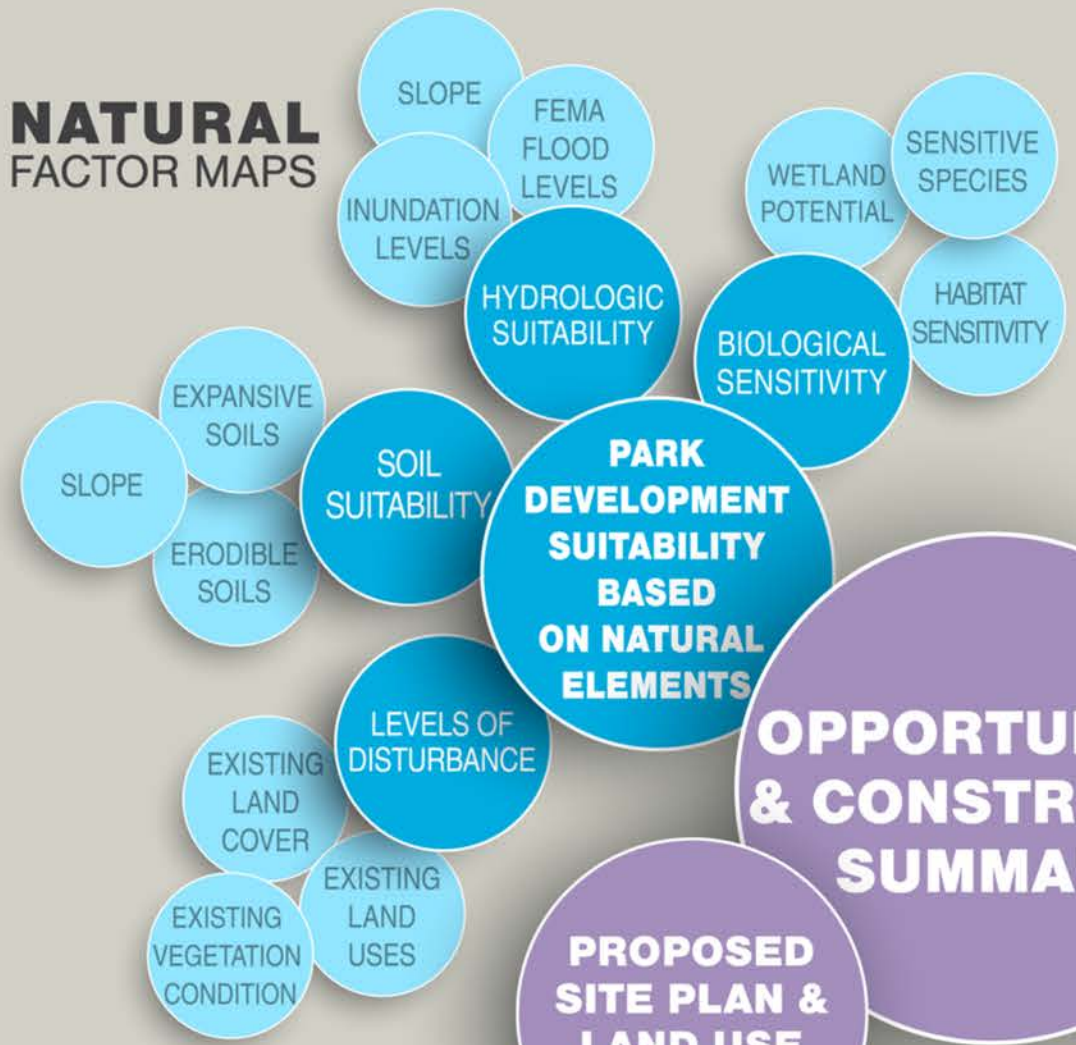 NATURAL
FACTOR MAPS
SLOPE
FEMA
FLOOD
LEVELS
INUNDATION
LEVELS
HYDROLOGIC
SUITABILITY
WETLAND
POTENTIAL
SENSITIVE
SPECIES
HABITAT
SENSITIVITY
BIOLOGICAL
SENSITIVITY
EXPANSIVE
SOILS
SLOPE
ERODIBLE
SOILS
SOIL
SUITABILITY
PARK
DEVELOPMENT
SUITABILITY
BASED
ON NATURAL
ELEMENTS
LEVELS OF
DISTURBANCE
EXISTING
LAND
COVER
EXISTING
LAND
USES
EXISTING
VEGETATION
CONDITION
&
PROPOSED
SITE PLAN &
LAND USE